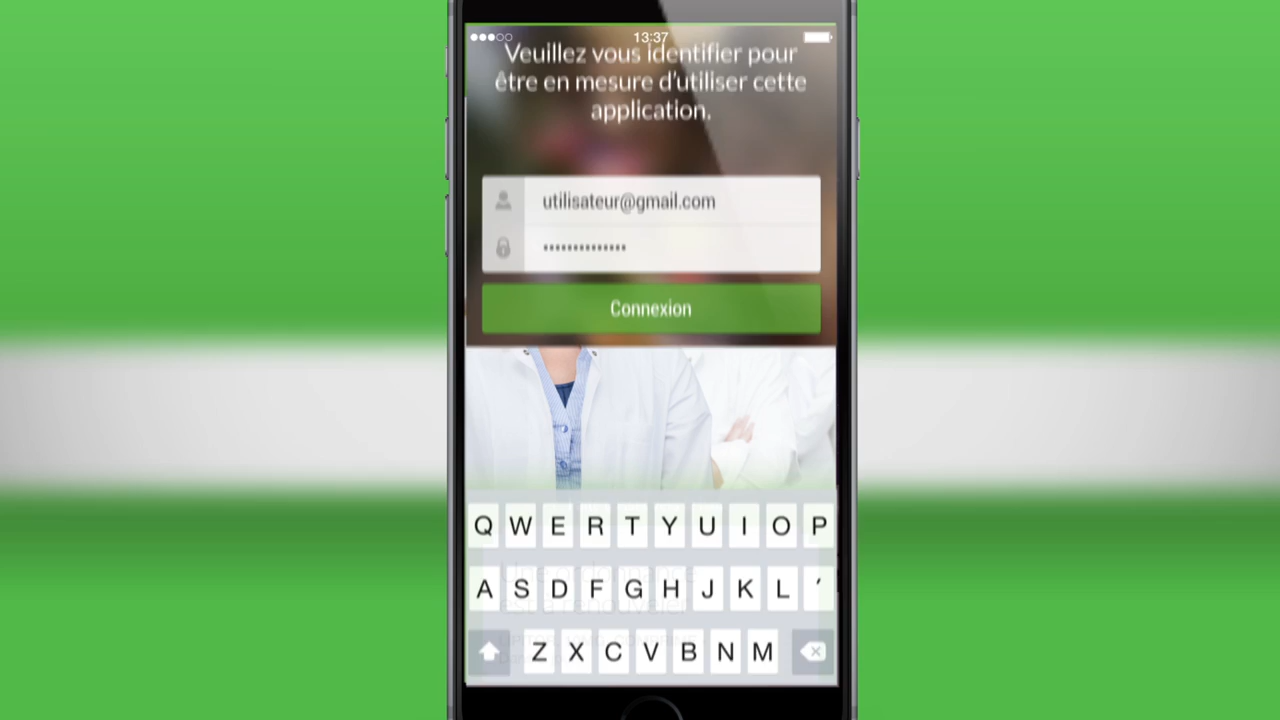 13:37
Veuillez vous identifier pour
être en mesure d'utiliser cette
application.
utilisateur@gmail.com
••••••••••••••
Connexion
Q W E R T Y U I O P
A S D F G H J K L ´
Z X C V B N M